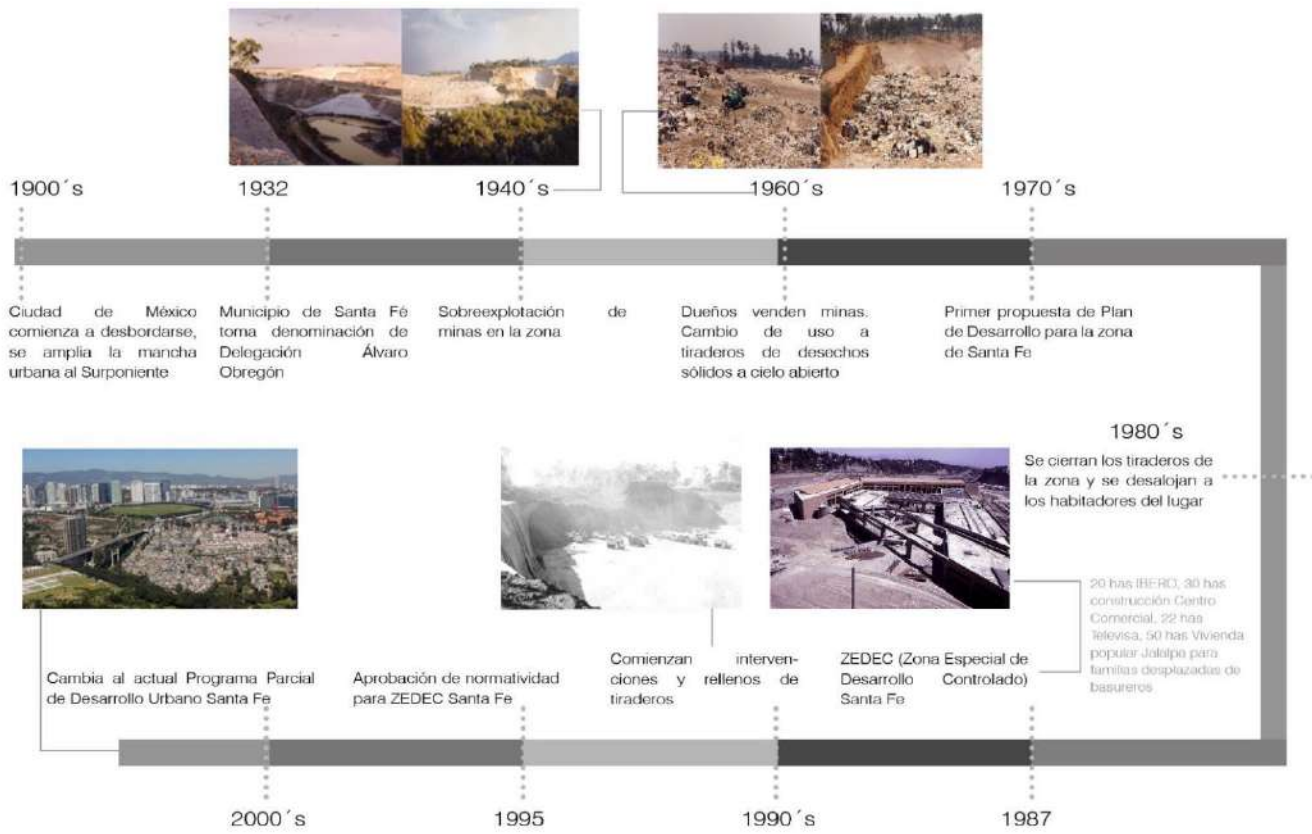 1900´s
1932
1940´s
1960´s
1970´s
Ciudad de México
comienza a desbordarse,
se amplia la mancha
urbana al Surponiente
Municipio de Santa Fé
toma denominación de
Delegación Álvaro
Obregón
Sobreexplotación de
minas en la zona
Dueños venden minas.
Cambio de uso a
tiraderos de desechos
sólidos a cielo abierto
Primer propuesta de Plan
de Desarrollo para la zona
de Santa Fe
1980´s
Se cierran los tiraderos de
la zona y se desalojan a
los habitadores del lugar
20 has IBERO, 30 has
construcción Centro
Comercial, 22 has
Televisa, 50 has Vivienda
popular Jalalpa para
familias desplazadas de
basureros
ZEDEC (Zona Especial de
Desarrollo Controlado)
Santa Fe
Comienzan interven-
ciones y rellenos de
tiraderos
Aprobación de normatividad
para ZEDEC Santa Fe
Cambia al actual Programa Parcial
de Desarrollo Urbano Santa Fe
1987
1990´s
1995
2000´s